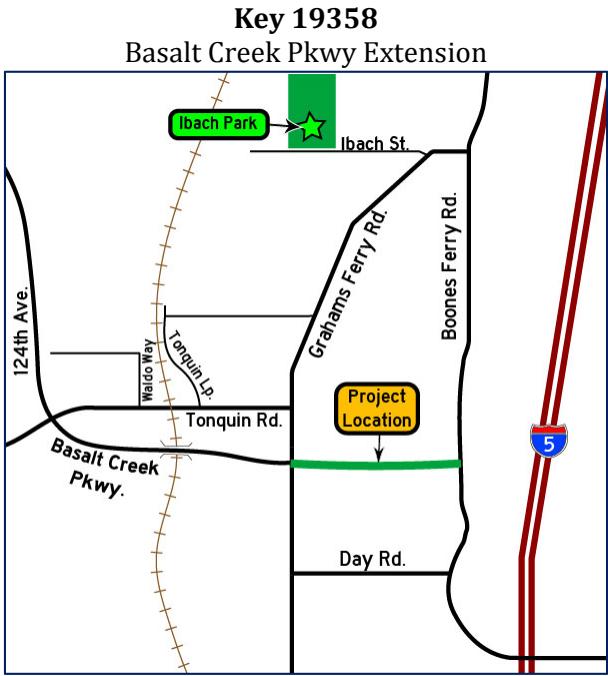 Key 19358
Basalt Creek Pkwy Extension
Ibach Park
Ibach St.
Grahams Ferry Rd.
Boones Ferry Rd.
124th Ave.
Waldo Way
Tonquin Lp.
Project
Location
Tonquin Rd.
Basalt Creek
Pkwy.
5
Day Rd.